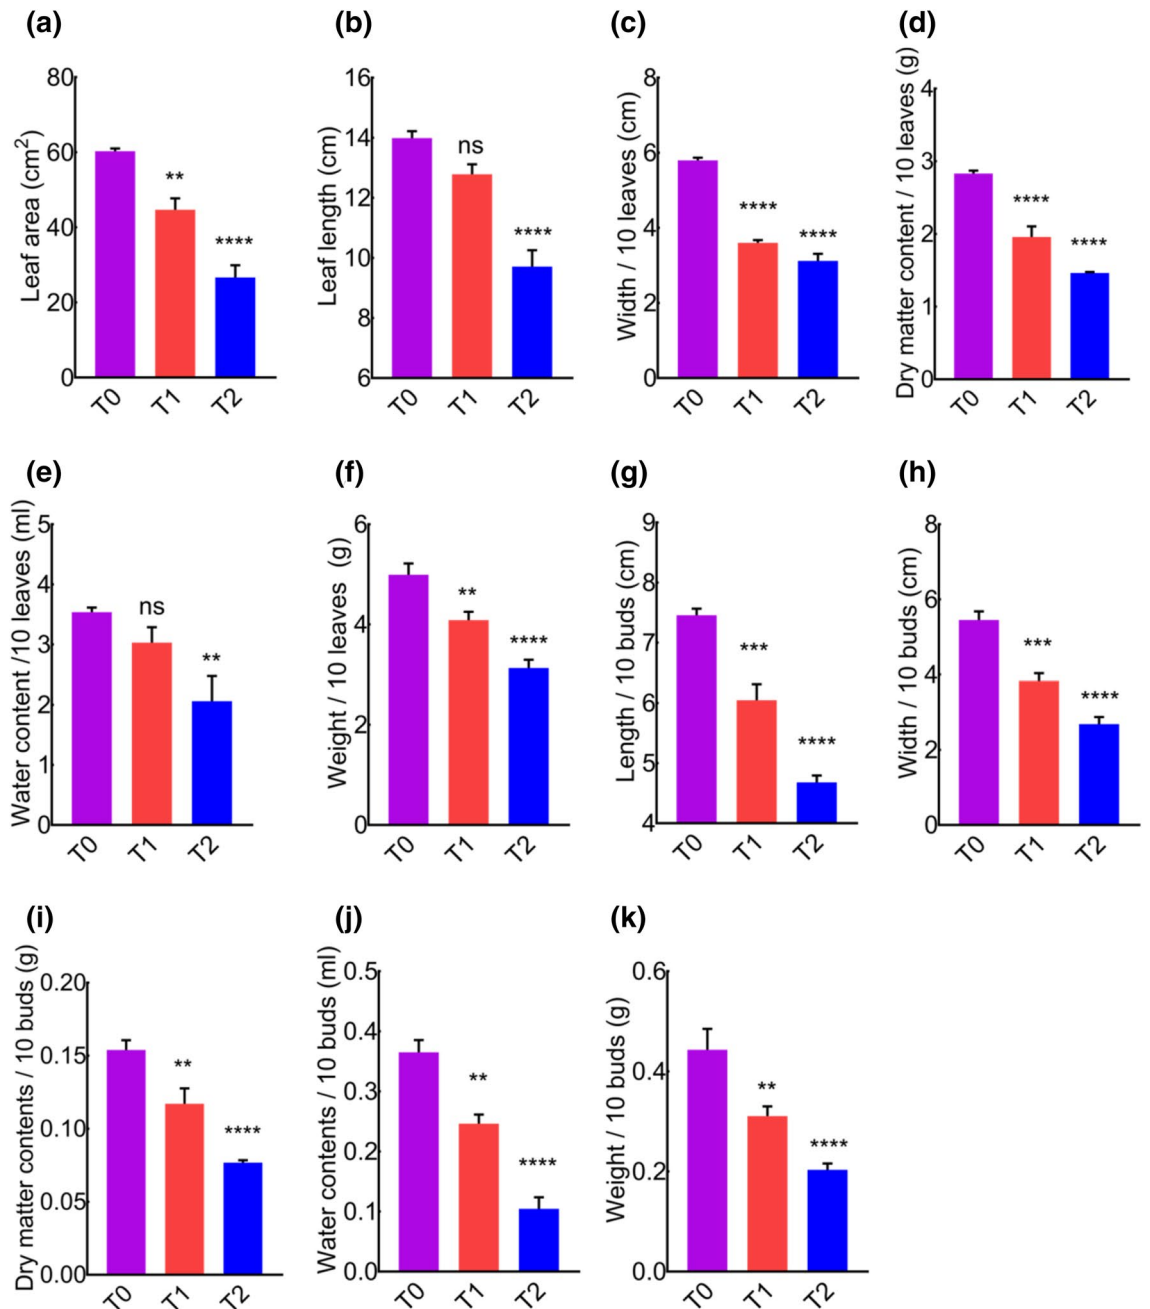 (a)
(b)
(c)
(d)
Leaf area (cm2)
80
60
40
20
0
**
****
T0
T1
T2
Leaf length (cm)
16
14
12
10
8
6
ns
****
T0
T1
T2
Width / 10 leaves (cm)
8
6
4
2
0
****
****
T0
T1
T2
Dry matter content / 10 leaves (g)
4
3
2
1
0
****
****
T0
T1
T2
(e)
(f)
(g)
(h)
Water content /10 leaves (ml)
5
4
3
2
1
0
ns
**
T0
T1
T2
Weight / 10 leaves (g)
6
4
2
0
**
****
T0
T1
T2
Length / 10 buds (cm)
9
8
7
6
5
4
***
****
T0
T1
T2
Width / 10 buds (cm)
8
6
4
2
0
***
****
T0
T1
T2
(i)
(j)
(k)
Dry matter contents / 10 buds (g)
0.20
0.15
0.10
0.05
0.00
**
****
T0
T1
T2
Water contents / 10 buds (ml)
0.5
0.4
0.3
0.2
0.1
0.0
**
****
T0
T1
T2
Weight / 10 buds (g)
0.6
0.4
0.2
0.0
**
****
T0
T1
T2